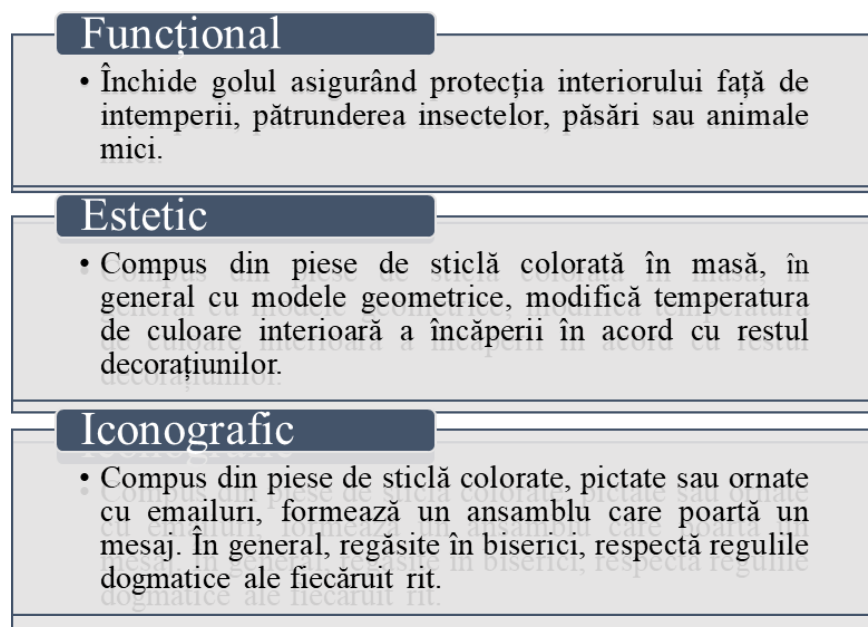 Funcțional
• Închide golul asigurând protecția interiorului față de
intemperii, pătrunderea insectelor, păsări sau animale
mici.
Estetic
• Compus din piese de sticlă colorată în masă, în
general cu modele geometrice, modifică temperatura
de culoare interioară a încăperii în acord cu restul
decorațiunilor.
Iconografic
• Compus din piese de sticlă colorate, pictate sau ornate
cu emailuri, formează un ansamblu care poartă un
mesaj. În general, regăsite în biserici, respectă regulile
dogmatice ale fiecăruit rit.